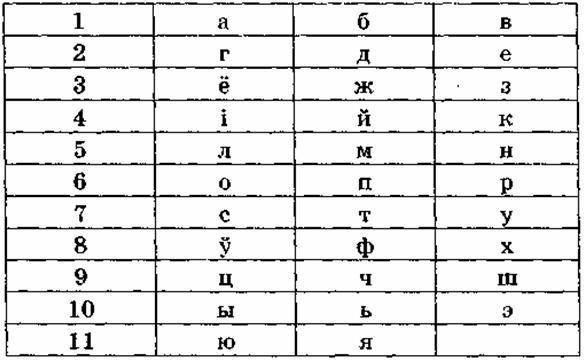 1 а б в
2 г д е
3 ё ж з
4 і й к
5 л м н
6 о п р
7 с т у
8 ў ф х
9 ц ч ш
10 ы ь э
11 ю я